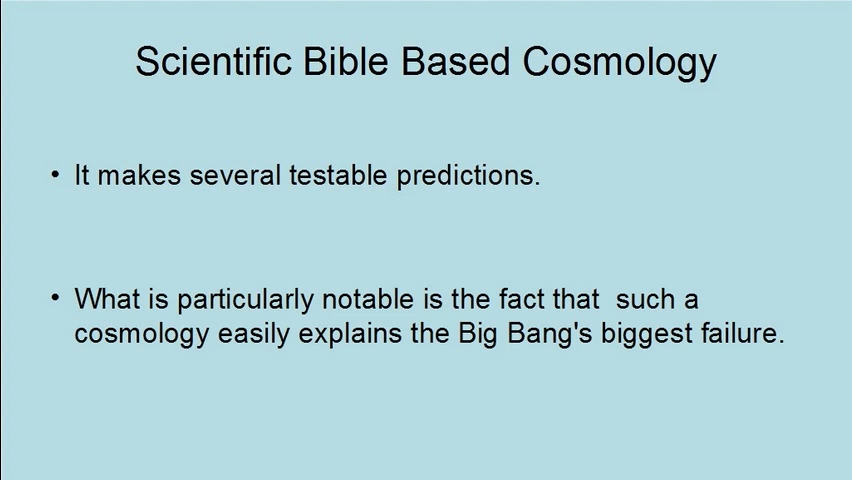 Scientific Bible Based Cosmology
• It makes several testable predictions.
• What is particularly notable is the fact that  such a
cosmology easily explains the Big Bang's biggest failure.